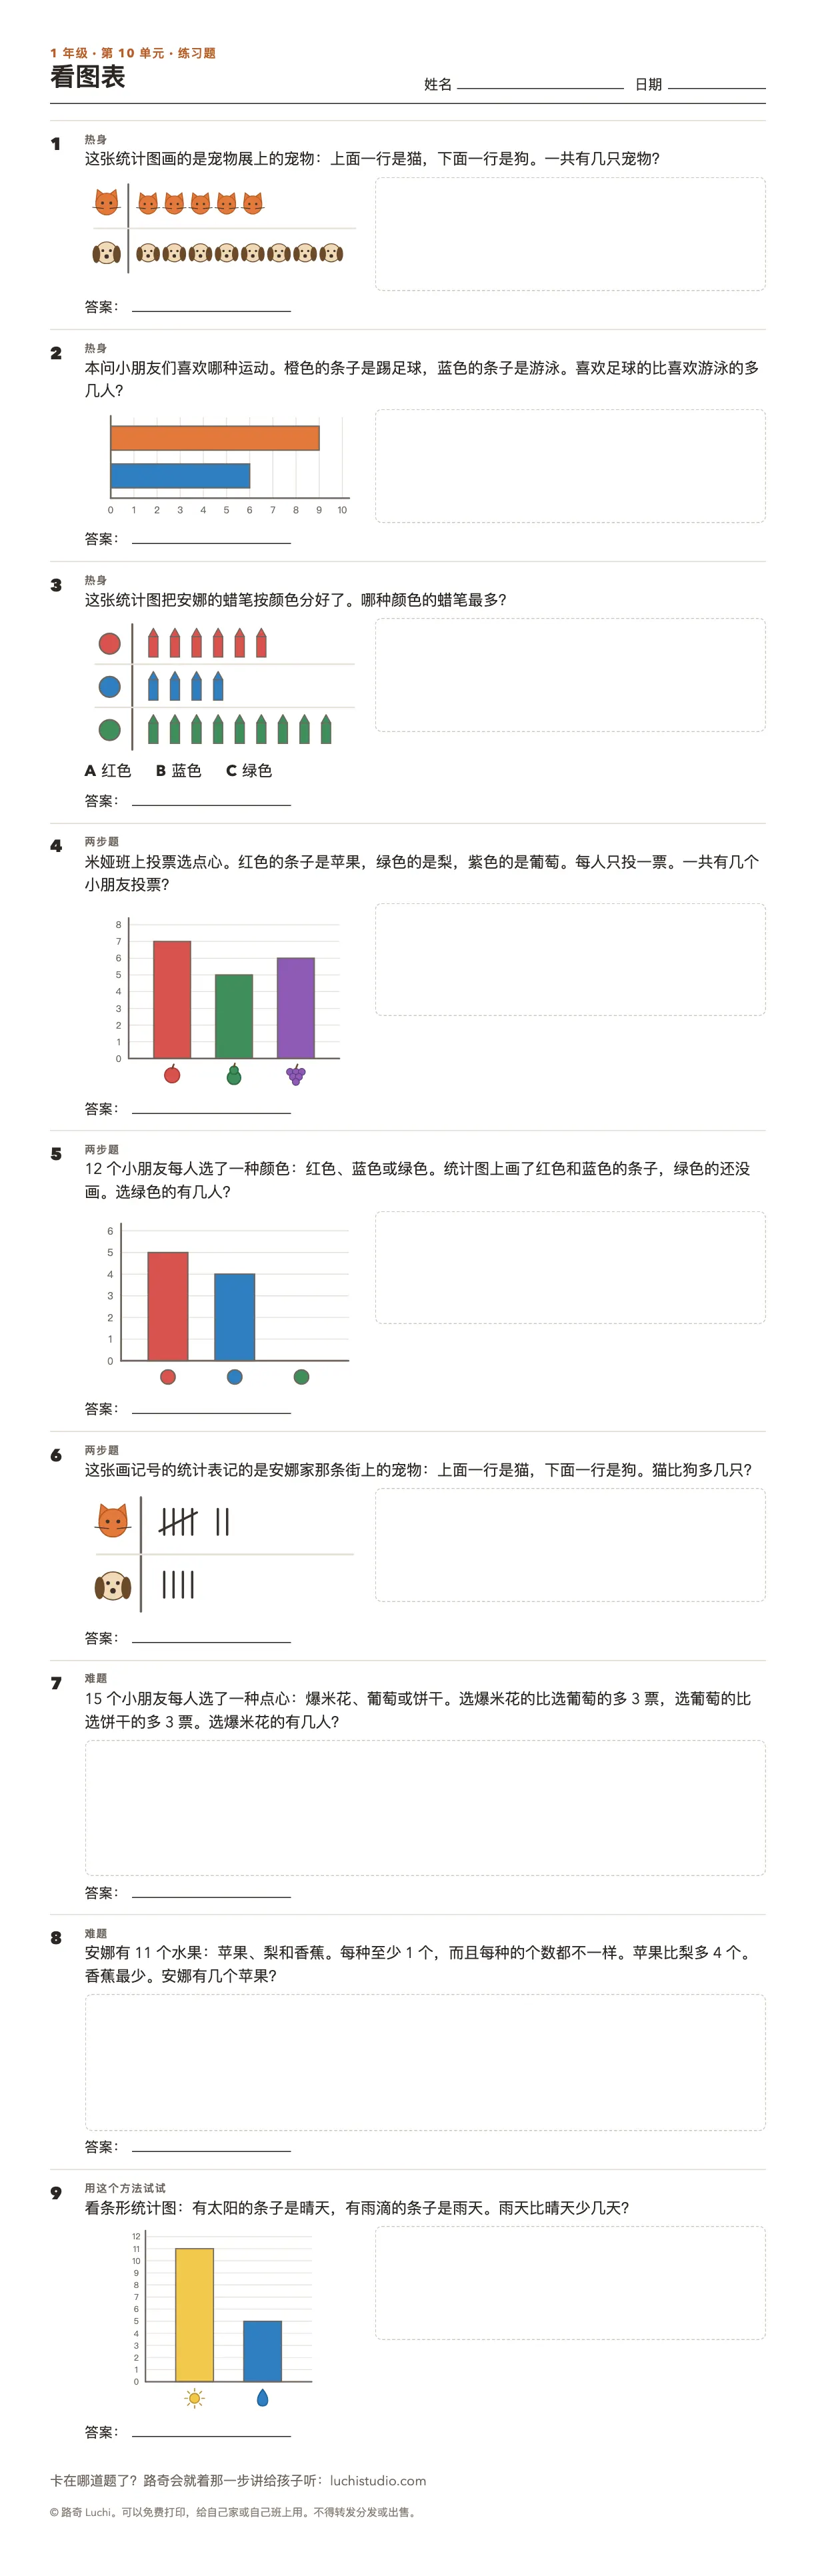 1 年级 · 第 10 单元 · 练习题
看图表
姓名
日期
1
热身
这张统计图画的是宠物展上的宠物：上面一行是猫，下面一行是狗。一共有几只宠物？
答案：
2
热身
本问小朋友们喜欢哪种运动。橙色的条子是踢足球，蓝色的条子是游泳。喜欢足球的比喜欢游泳的多
几人？
0 1 2 3 4 5 6 7 8 9 10
答案：
3
热身
这张统计图把安娜的蜡笔按颜色分好了。哪种颜色的蜡笔最多？
A 红色 B 蓝色 C 绿色
答案：
4
两步题
米娅班上投票选点心。红色的条子是苹果，绿色的是梨，紫色的是葡萄。每人只投一票。一共有几个
小朋友投票？
8
7
6
5
4
3
2
1
0
答案：
5
两步题
12 个小朋友每人选了一种颜色：红色、蓝色或绿色。统计图上画了红色和蓝色的条子，绿色的还没
画。选绿色的有几人？
6
5
4
3
2
1
0
答案：
6
两步题
这张画记号的统计表记的是安娜家那条街上的宠物：上面一行是猫，下面一行是狗。猫比狗多几只？
答案：
7
难题
15 个小朋友每人选了一种点心：爆米花、葡萄或饼干。选爆米花的比选葡萄的多 3 票，选葡萄的比
选饼干的多 3 票。选爆米花的有几人？
答案：
8
难题
安娜有 11 个水果：苹果、梨和香蕉。每种至少 1 个，而且每种的个数都不一样。苹果比梨多 4 个。
香蕉最少。安娜有几个苹果？
答案：
9
用这个方法试试
看条形统计图：有太阳的条子是晴天，有雨滴的条子是雨天。雨天比晴天少几天？
12
11
10
9
8
7
6
5
4
3
2
1
0
答案：
卡在哪道题了？路奇会就着那一步讲给孩子听：luchistudio.com
© 路奇 Luchi。可以免费打印，给自己家或自己班上用。不得转发分发或出售。